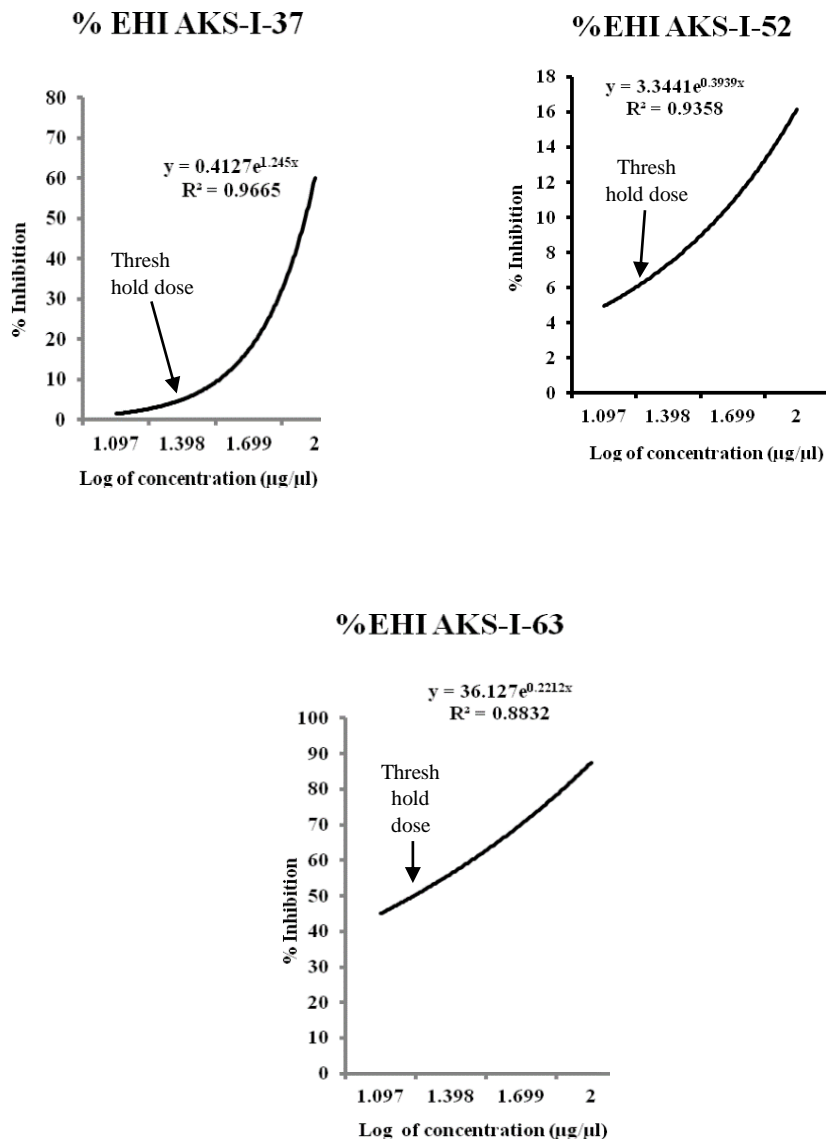 % EHI AKS-I-37
80
70
60
50
40
30
20
10
0
% Inhibition
y = 0.4127e^1.245x
R² = 0.9665
Thresh
hold dose
1.097 1.398 1.699 2
Log of concentration (µg/µl)
%EHI AKS-I-52
18
16
14
12
10
8
6
4
2
0
% Inhibition
y = 3.3441e^0.3939x
R² = 0.9358
Thresh
hold dose
1.097 1.398 1.699 2
Log of concentration (µg/µl)
%EHI AKS-I-63
100
90
80
70
60
50
40
30
20
10
0
% Inhibition
y = 36.127e^0.2212x
R² = 0.8832
Thresh
hold
dose
1.097 1.398 1.699 2
Log of concentration (µg/µl)